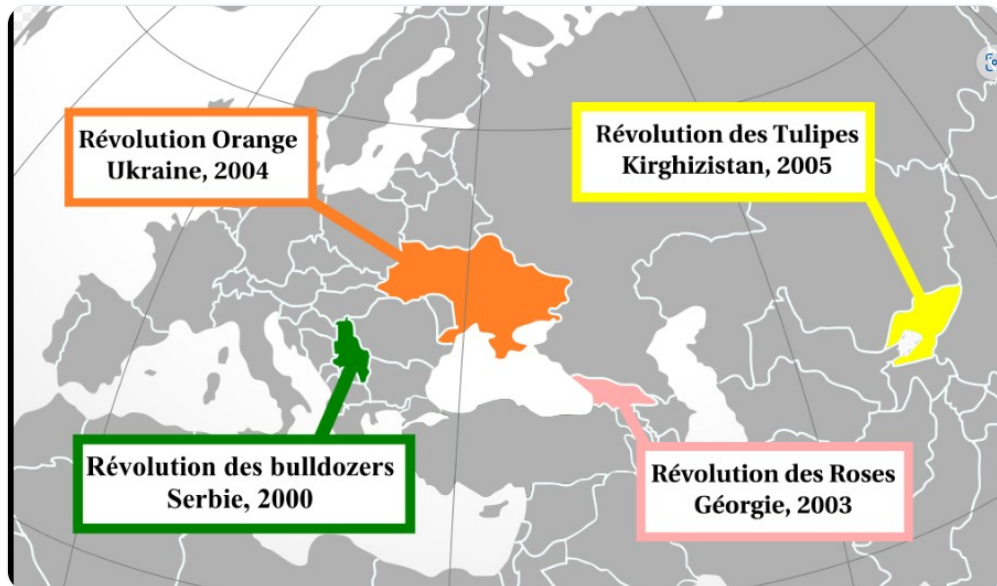 Révolution Orange
Ukraine, 2004
Révolution des Tulipes
Kirghizistan, 2005
Révolution des bulldozers
Serbie, 2000
Révolution des Roses
Géorgie, 2003